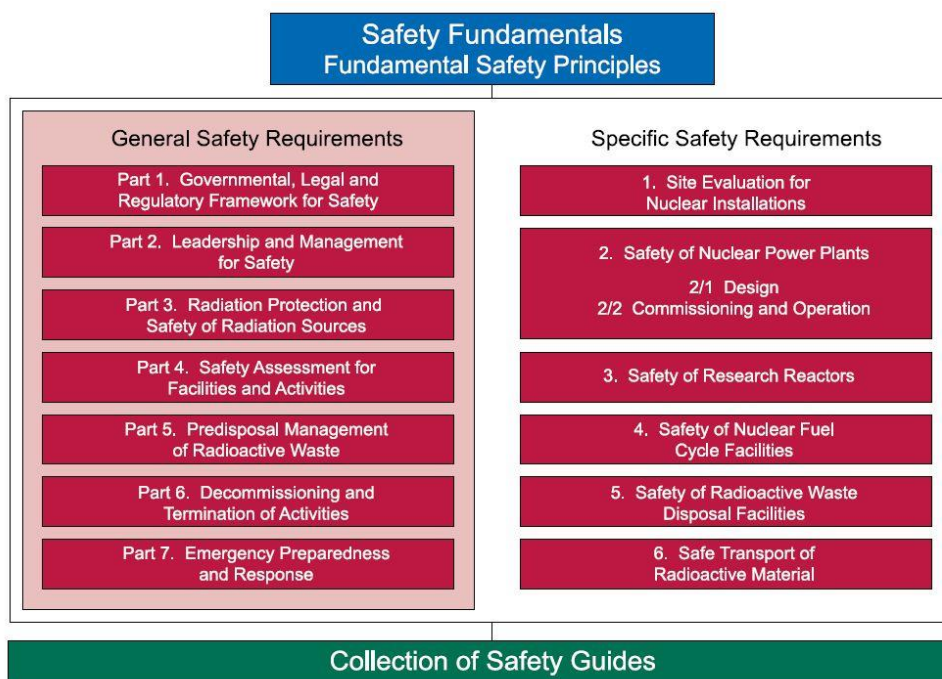 Safety Fundamentals
Fundamental Safety Principles
General Safety Requirements
Part 1. Governmental, Legal and
Regulatory Framework for Safety
Part 2. Leadership and Management
for Safety
Part 3. Radiation Protection and
Safety of Radiation Sources
Part 4. Safety Assessment for
Facilities and Activities
Part 5. Predisposal Management
of Radioactive Waste
Part 6. Decommissioning and
Termination of Activities
Part 7. Emergency Preparedness
and Response
Specific Safety Requirements
1. Site Evaluation for
Nuclear Installations
2. Safety of Nuclear Power Plants
2/1 Design
2/2 Commissioning and Operation
3. Safety of Research Reactors
4. Safety of Nuclear Fuel
Cycle Facilities
5. Safety of Radioactive Waste
Disposal Facilities
6. Safe Transport of
Radioactive Material
Collection of Safety Guides